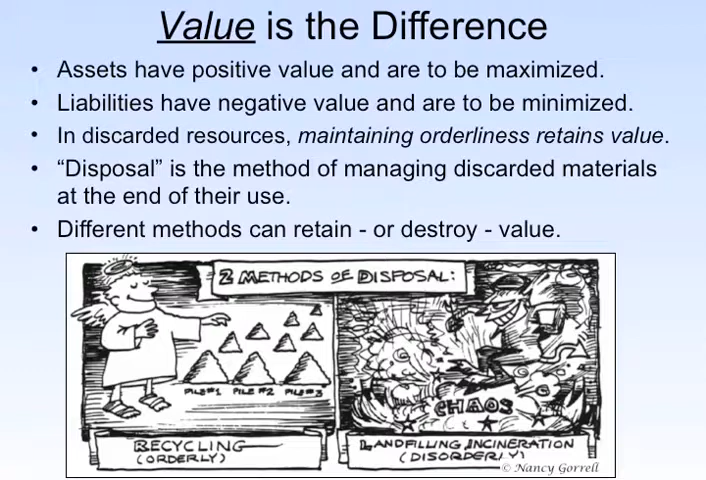 Value is the Difference
• Assets have positive value and are to be maximized.
• Liabilities have negative value and are to be minimized.
• In discarded resources, maintaining orderliness retains value.
• “Disposal” is the method of managing discarded materials
at the end of their use.
• Different methods can retain - or destroy - value.
2 METHODS OF DISPOSAL:
PILE #1 PILE #2 PILE #3
CHAOS
RECYCLING
(ORDERLY)
LANDFILLING, INCINERATION
(DISORDERLY)
© Nancy Gorrell